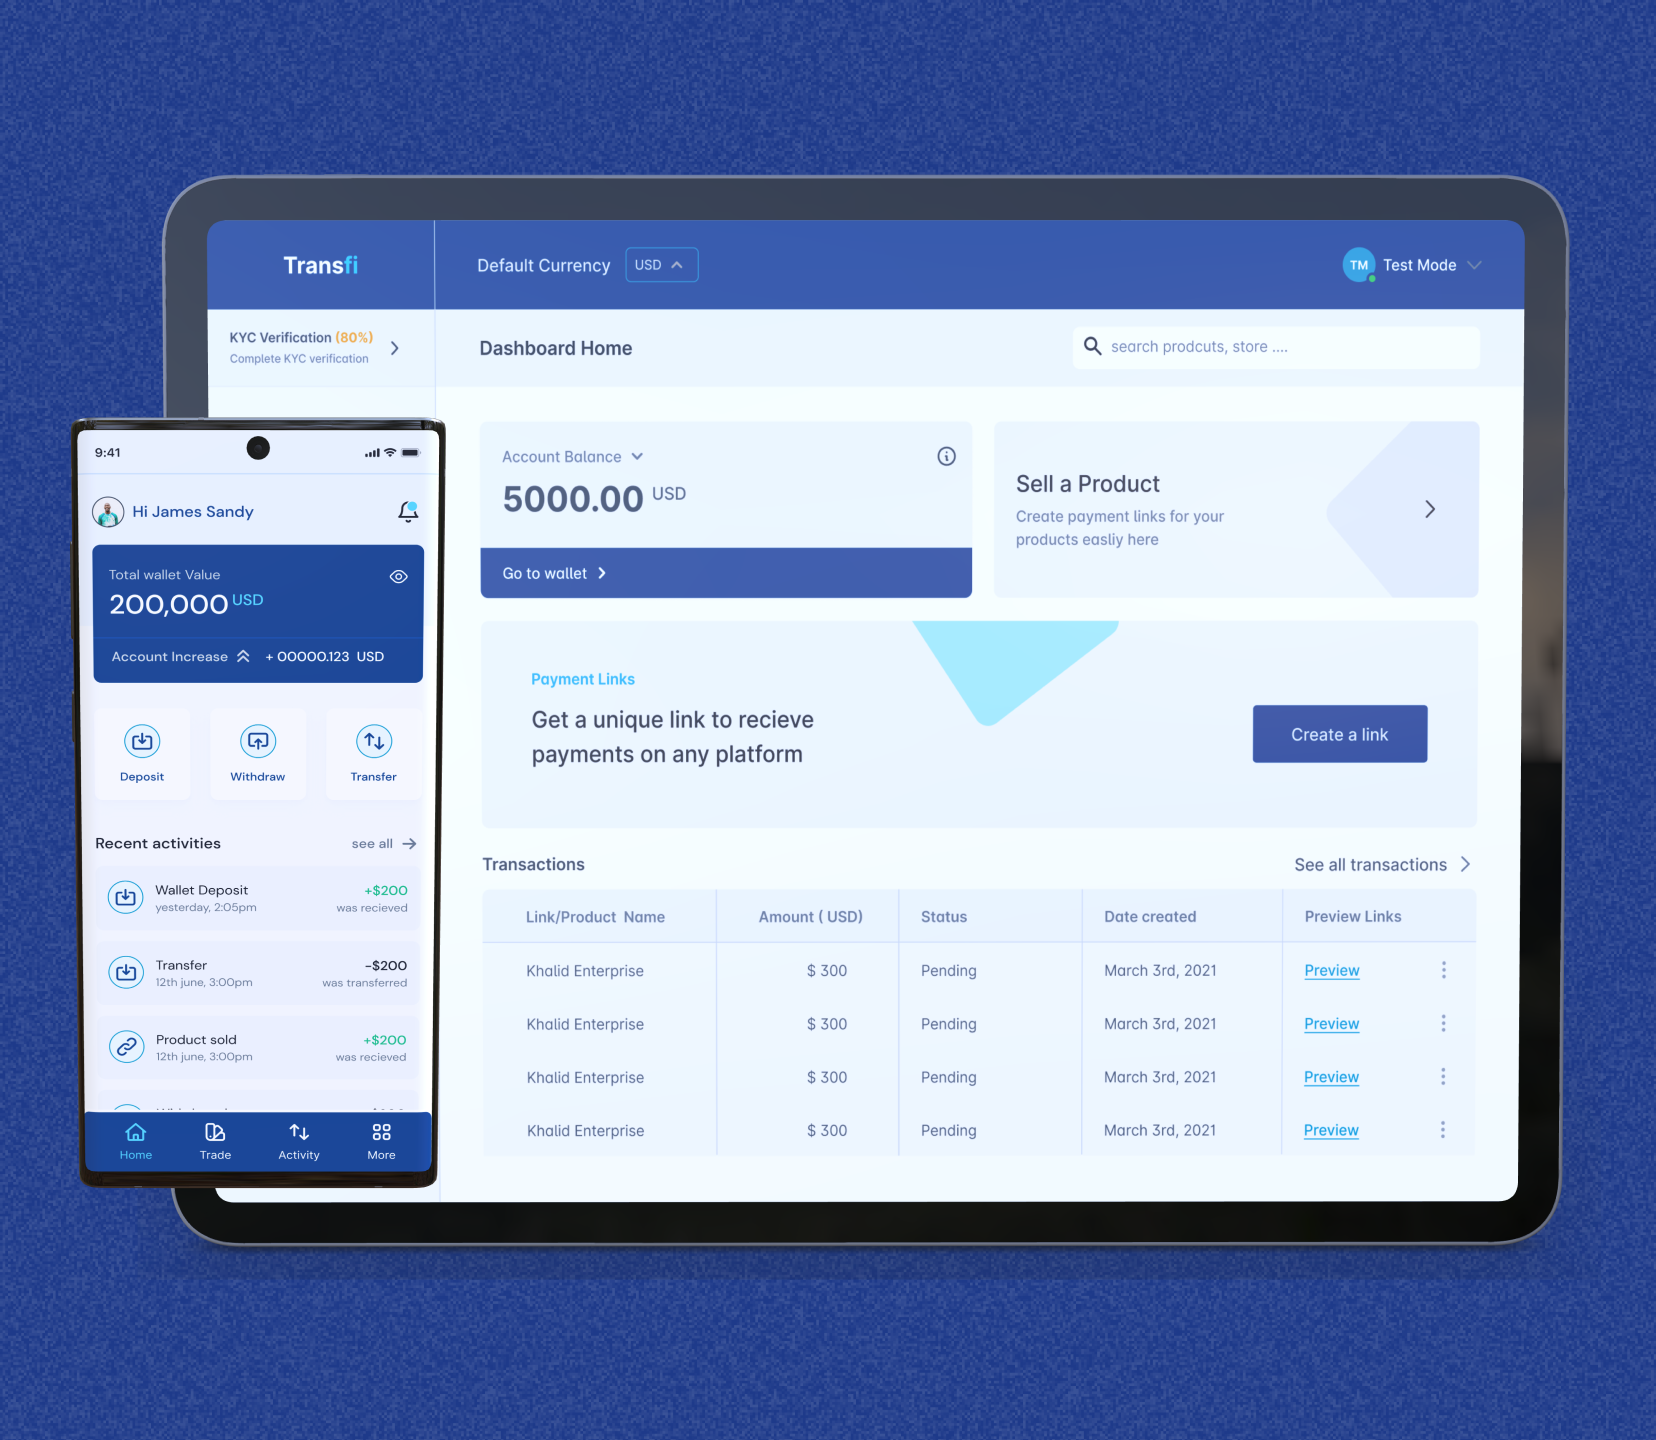 Transfi
Default Currency
USD
TM
Test Mode
KYC Verification (80%)
Complete KYC verification
Dashboard Home
search prodcuts, store ....
Account Balance
5000.00 USD
Go to wallet
Sell a Product
Create payment links for your
products easliy here
Payment Links
Get a unique link to recieve
payments on any platform
Create a link
Transactions
See all transactions
Link/Product Name Amount ( USD) Status Date created Preview Links
Khalid Enterprise $ 300 Pending March 3rd, 2021 Preview
Khalid Enterprise $ 300 Pending March 3rd, 2021 Preview
Khalid Enterprise $ 300 Pending March 3rd, 2021 Preview
Khalid Enterprise $ 300 Pending March 3rd, 2021 Preview
9:41
Hi James Sandy
Total wallet Value
200,000 USD
Account Increase + 00000.123 USD
Deposit Withdraw Transfer
Recent activities see all
Wallet Deposit +$200
yesterday, 2:05pm was recieved
Transfer -$200
12th june, 3:00pm was transferred
Product sold +$200
12th june, 3:00pm was recieved
Home Trade Activity More